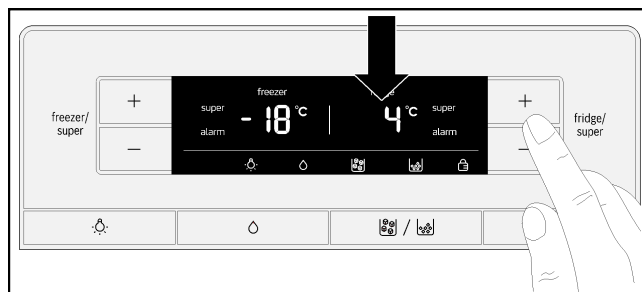 freezer/
super
+
−
freezer
super
alarm
-18 °C
4 °C
super
alarm
+
−
fridge/
super
/